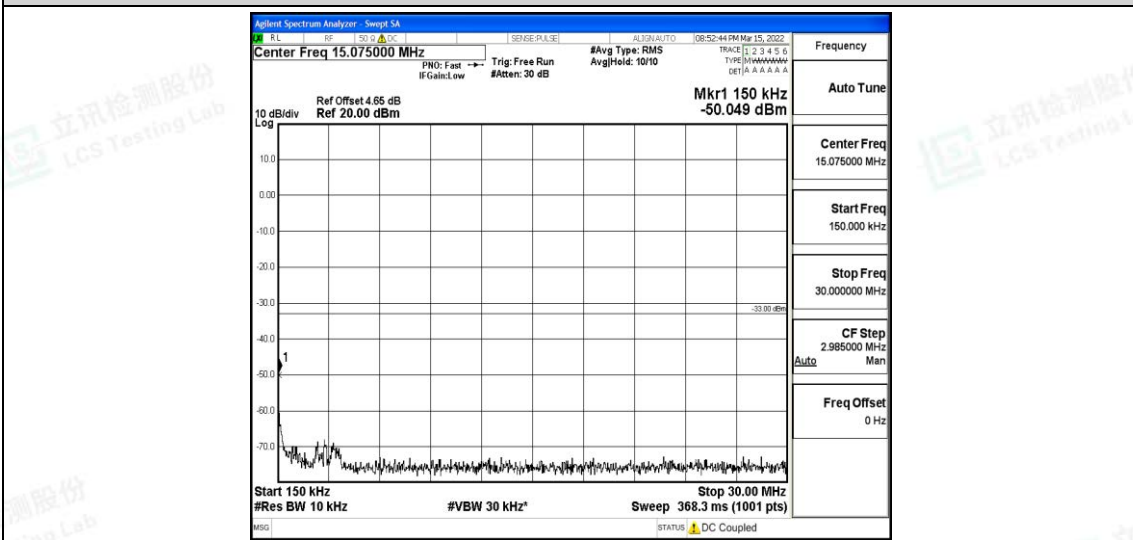 Agilent Spectrum Analyzer - Swept SA
RL RF 50 Ω DC SENSE:PULSE ALIGN AUTO 08:52:44 PM Mar 15, 2022
Center Freq 15.075000 MHz
PNO: Fast
IFGain:Low
Trig: Free Run
#Atten: 30 dB
#Avg Type: RMS
Avg|Hold: 10/10
TRACE 1 2 3 4 5 6
TYPE MWWWWW
DET A A A A A A
Frequency
Mkr1 150 kHz
-50.049 dBm
Ref Offset 4.65 dB
Ref 20.00 dBm
10 dB/div
Log
10.0
0.00
-10.0
-20.0
-30.0
-40.0
-50.0
-60.0
-70.0
-33.00 dBm
1
Start 150 kHz
#Res BW 10 kHz
#VBW 30 kHz*
Stop 30.00 MHz
Sweep 368.3 ms (1001 pts)
MSG
STATUS DC Coupled
Auto Tune
Center Freq
15.075000 MHz
Start Freq
150.000 kHz
Stop Freq
30.000000 MHz
CF Step
2.985000 MHz
Auto Man
Freq Offset
0 Hz
立讯检测股份
LCS Testing Lab
立讯检测股份
LCS Testing L
测股份
ng Lab